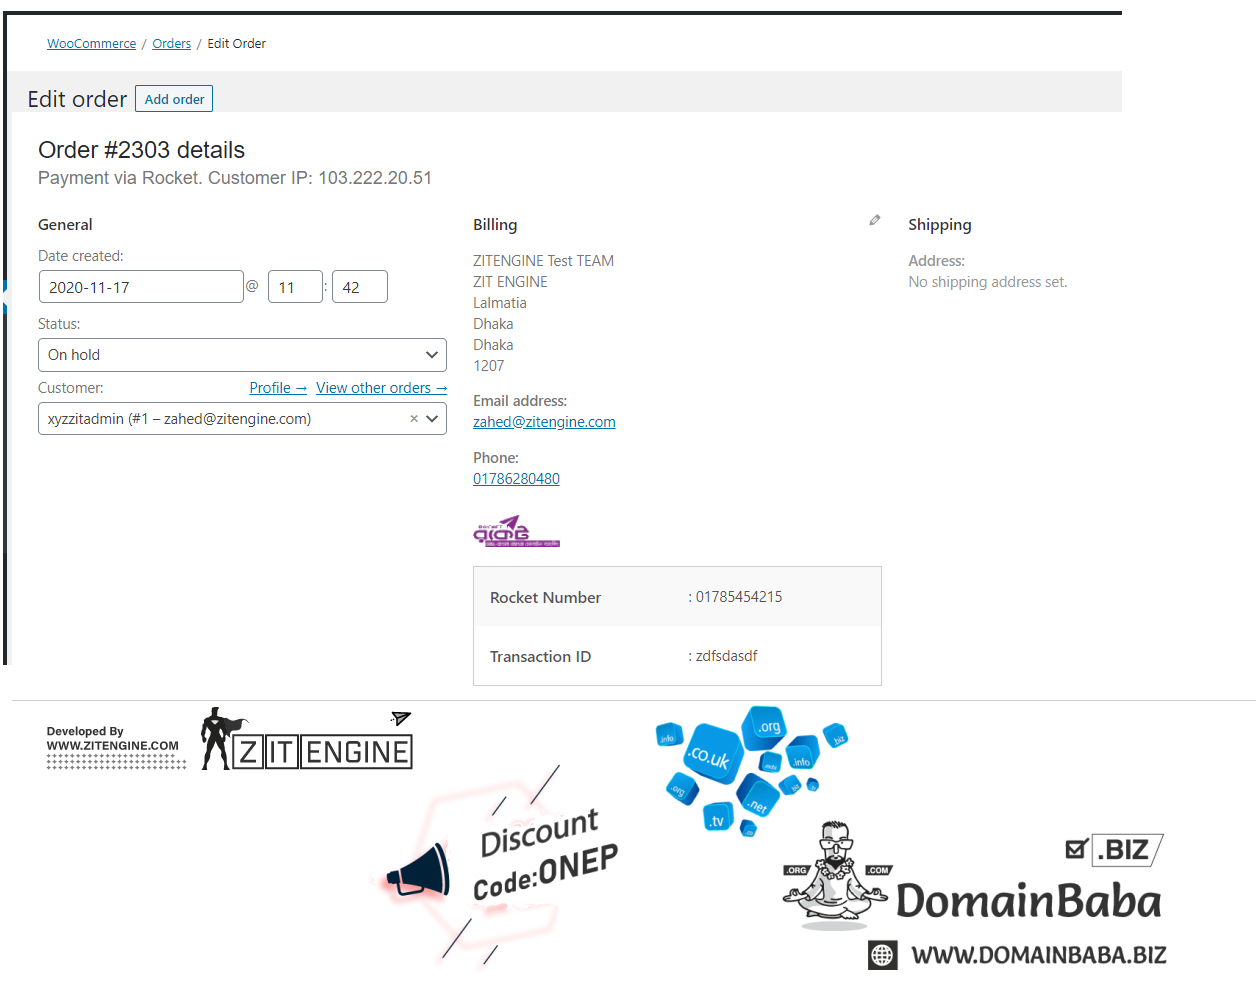 WooCommerce / Orders / Edit Order
Edit order Add order
Order #2303 details
Payment via Rocket. Customer IP: 103.222.20.51
General
Date created:
2020-11-17 @ 11 : 42
Status:
On hold
Customer: Profile → View other orders →
xyzzitadmin (#1 – zahed@zitengine.com) ×
Billing
ZITENGINE Test TEAM
ZIT ENGINE
Lalmatia
Dhaka
Dhaka
1207
Email address:
zahed@zitengine.com
Phone:
01786280480
রকেট
Rocket Number : 01785454215
Transaction ID : zdfsdasdf
Shipping
Address:
No shipping address set.
Developed By
WWW.ZITENGINE.COM
ZIT ENGINE
Discount
Code:ONEP
.info
.co.uk
.org
.biz
.info
.org
.net
.tv
.co
.ORG
.COM
.BIZ
DomainBaba
WWW.DOMAINBABA.BIZ